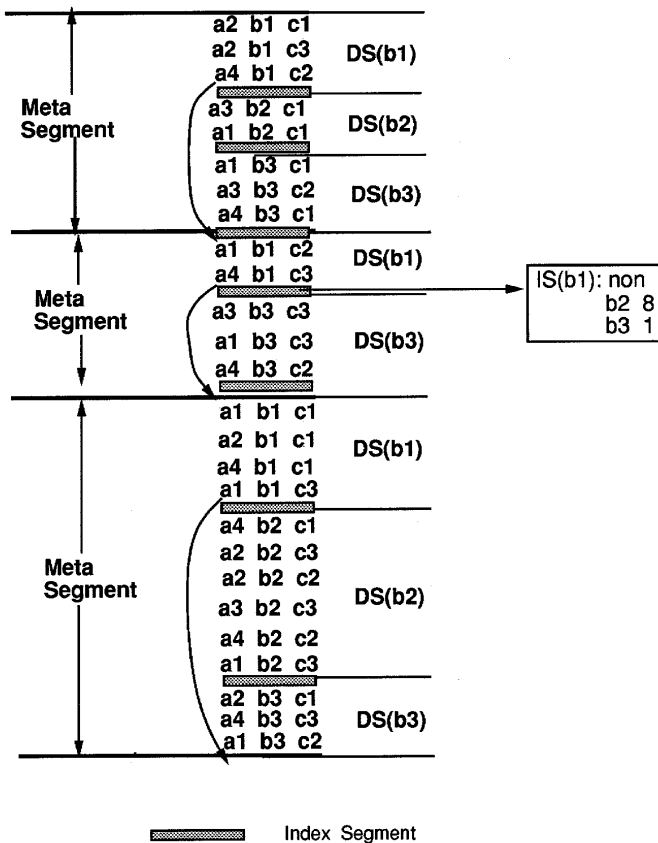 a2 b1 c1
a2 b1 c3
DS(b1)
a4 b1 c2
Meta
Segment
a3 b2 c1
DS(b2)
a1 b2 c1
a1 b3 c1
a3 b3 c2
DS(b3)
a4 b3 c1
a1 b1 c2
DS(b1)
a4 b1 c3
IS(b1): non
b2 8
b3 1
Meta
Segment
a3 b3 c3
a1 b3 c3
DS(b3)
a4 b3 c2
a1 b1 c1
a2 b1 c1
DS(b1)
a4 b1 c1
a1 b1 c3
a4 b2 c1
a2 b2 c3
Meta
Segment
a2 b2 c2
DS(b2)
a3 b2 c3
a4 b2 c2
a1 b2 c3
a2 b3 c1
a4 b3 c3
DS(b3)
a1 b3 c2
Index Segment